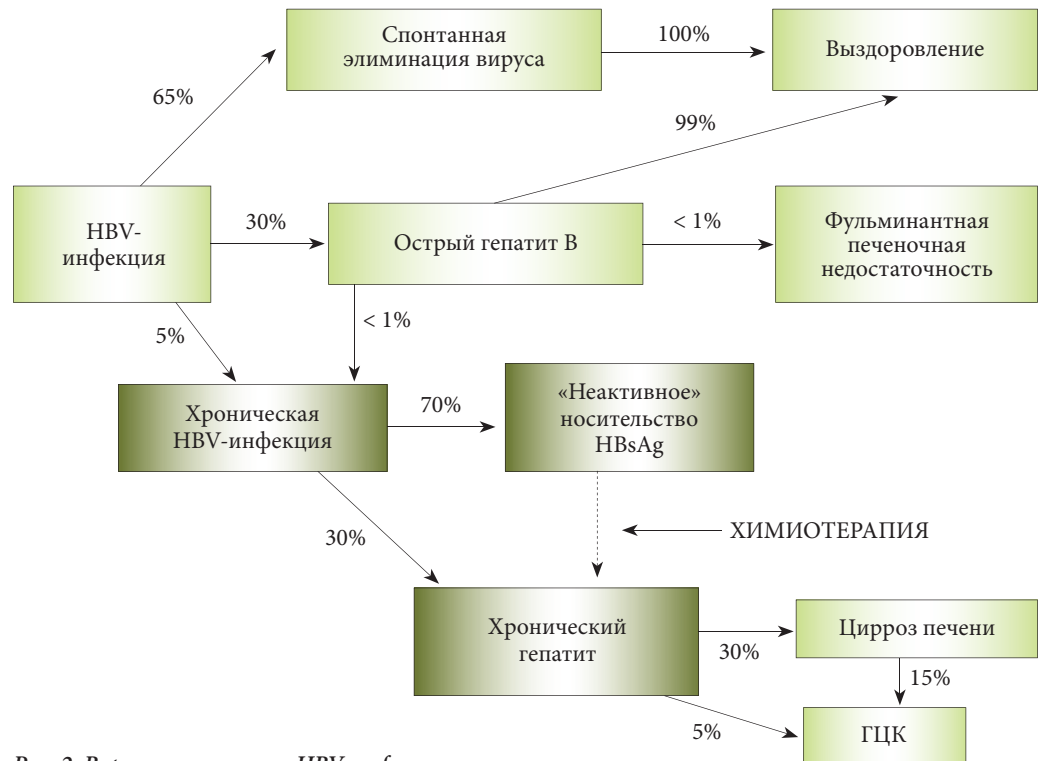 Спонтанная
элиминация вируса
100%
Выздоровление
65%
99%
HBV-
инфекция
30%
Острый гепатит В
< 1%
Фульминантная
печеночная
недостаточность
5%
< 1%
Хроническая
HBV-инфекция
70%
«Неактивное»
носительство
HBsAg
30%
ХИМИОТЕРАПИЯ
Хронический
гепатит
30%
Цирроз печени
15%
5%
ГЦК